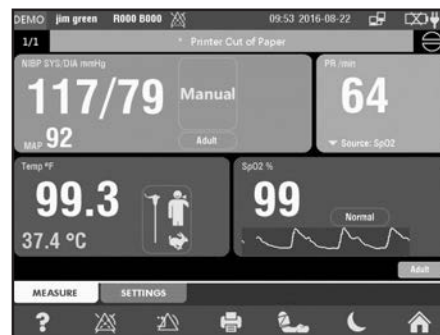 DEMO jim green R000 B000 09:53 2016-08-22
1/1 * Printer Out of Paper
NIBP SYS/DIA mmHg
117/79
Manual
MAP 92
Adult
PR /min
64
Source: SpO2
Temp °F
99.3
37.4 °C
SpO2 %
99
Normal
Adult
MEASURE SETTINGS
?